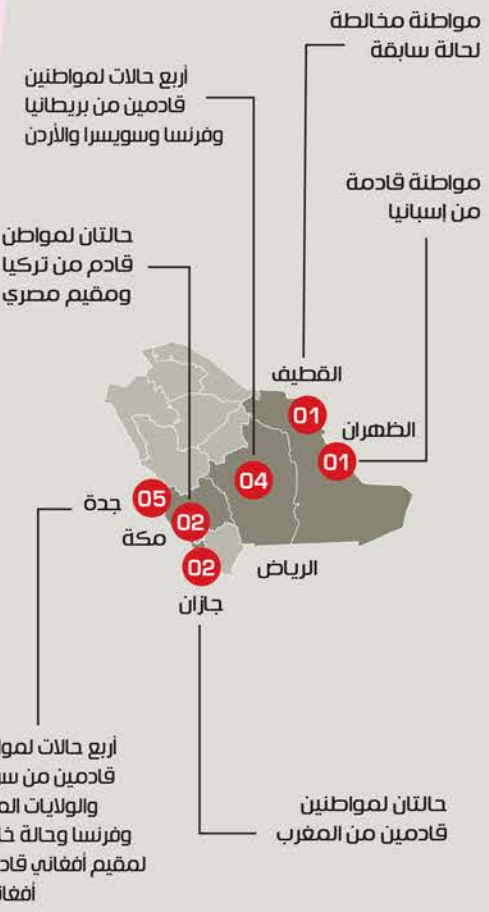 مواطنة مخالطة
لحالة سابقة
أربع حالات لمواطنين
قادمين من بريطانيا
وفرنسا وسويسرا والأردن
مواطنة قادمة
من إسبانيا
حالتان لمواطن
قادم من تركيا
ومقيم مصري
القطيف
01
الظهران
01
04
05
جدة
02
مكة
02
الرياض
جازان
أربع حالات
قادمين من
والولايات
وفرنسا وحالة
لمقيم أفغاني
حالتان لمواطنين
قادمين من المغرب